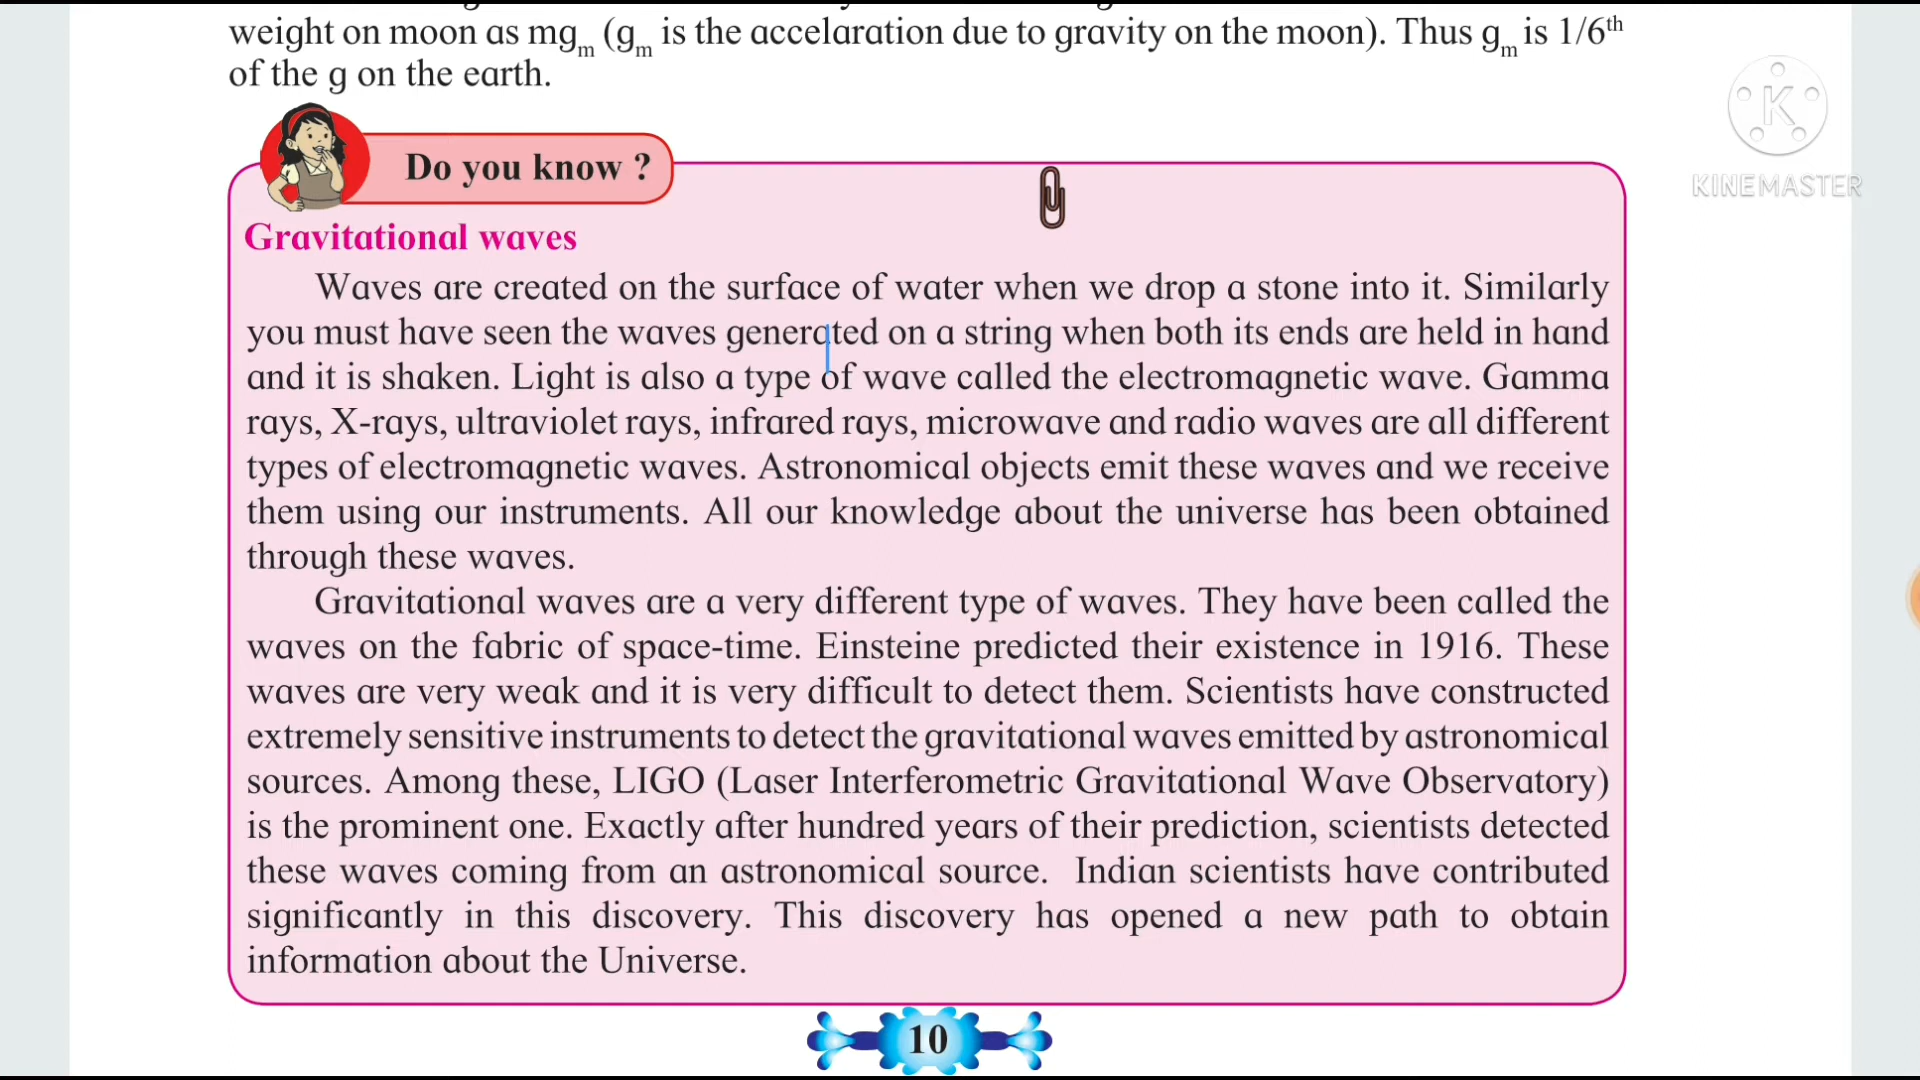 weight on moon as mgm (gm is the accelaration due to gravity on the moon). Thus gm is 1/6th
of the g on the earth.
Do you know ?
Gravitational waves
Waves are created on the surface of water when we drop a stone into it. Similarly
you must have seen the waves generated on a string when both its ends are held in hand
and it is shaken. Light is also a type of wave called the electromagnetic wave. Gamma
rays, X-rays, ultraviolet rays, infrared rays, microwave and radio waves are all different
types of electromagnetic waves. Astronomical objects emit these waves and we receive
them using our instruments. All our knowledge about the universe has been obtained
through these waves.
Gravitational waves are a very different type of waves. They have been called the
waves on the fabric of space-time. Einsteine predicted their existence in 1916. These
waves are very weak and it is very difficult to detect them. Scientists have constructed
extremely sensitive instruments to detect the gravitational waves emitted by astronomical
sources. Among these, LIGO (Laser Interferometric Gravitational Wave Observatory)
is the prominent one. Exactly after hundred years of their prediction, scientists detected
these waves coming from an astronomical source. Indian scientists have contributed
significantly in this discovery. This discovery has opened a new path to obtain
information about the Universe.
10
K
KINEMASTER